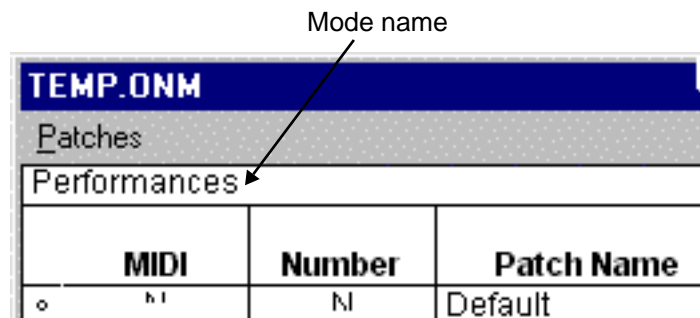 Mode name
TEMP.ONM
Patches
Performances
MIDI Number Patch Name
N Default